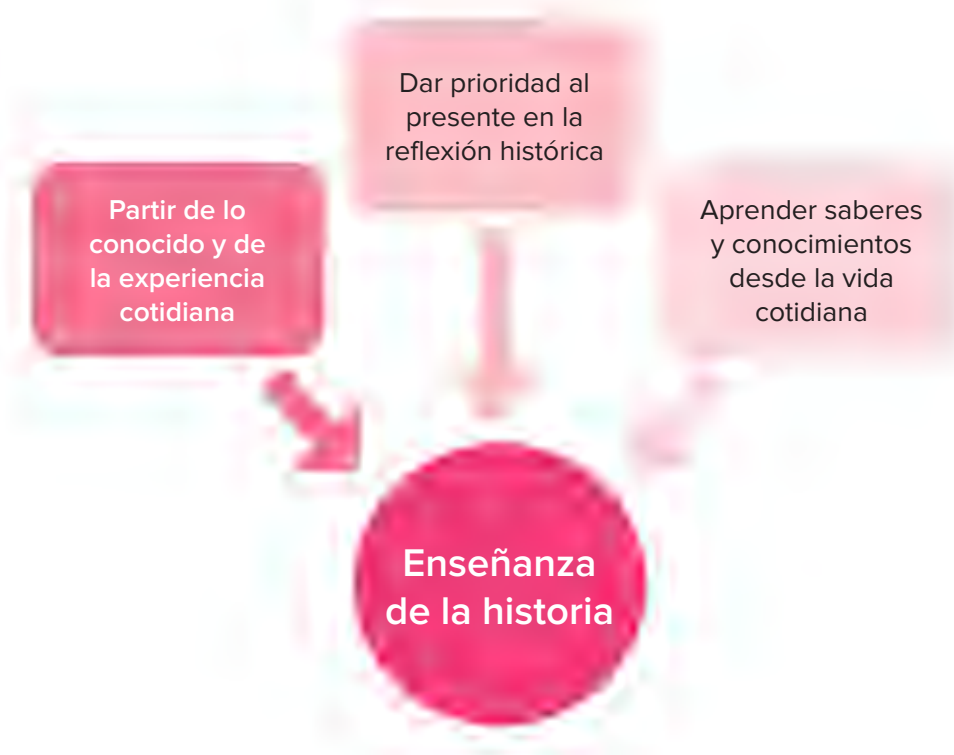 Partir de lo
conocido y de
la experiencia
cotidiana
Dar prioridad al
presente en la
reflexión histórica
Aprender saberes
y conocimientos
desde la vida
cotidiana
Enseñanza
de la historia